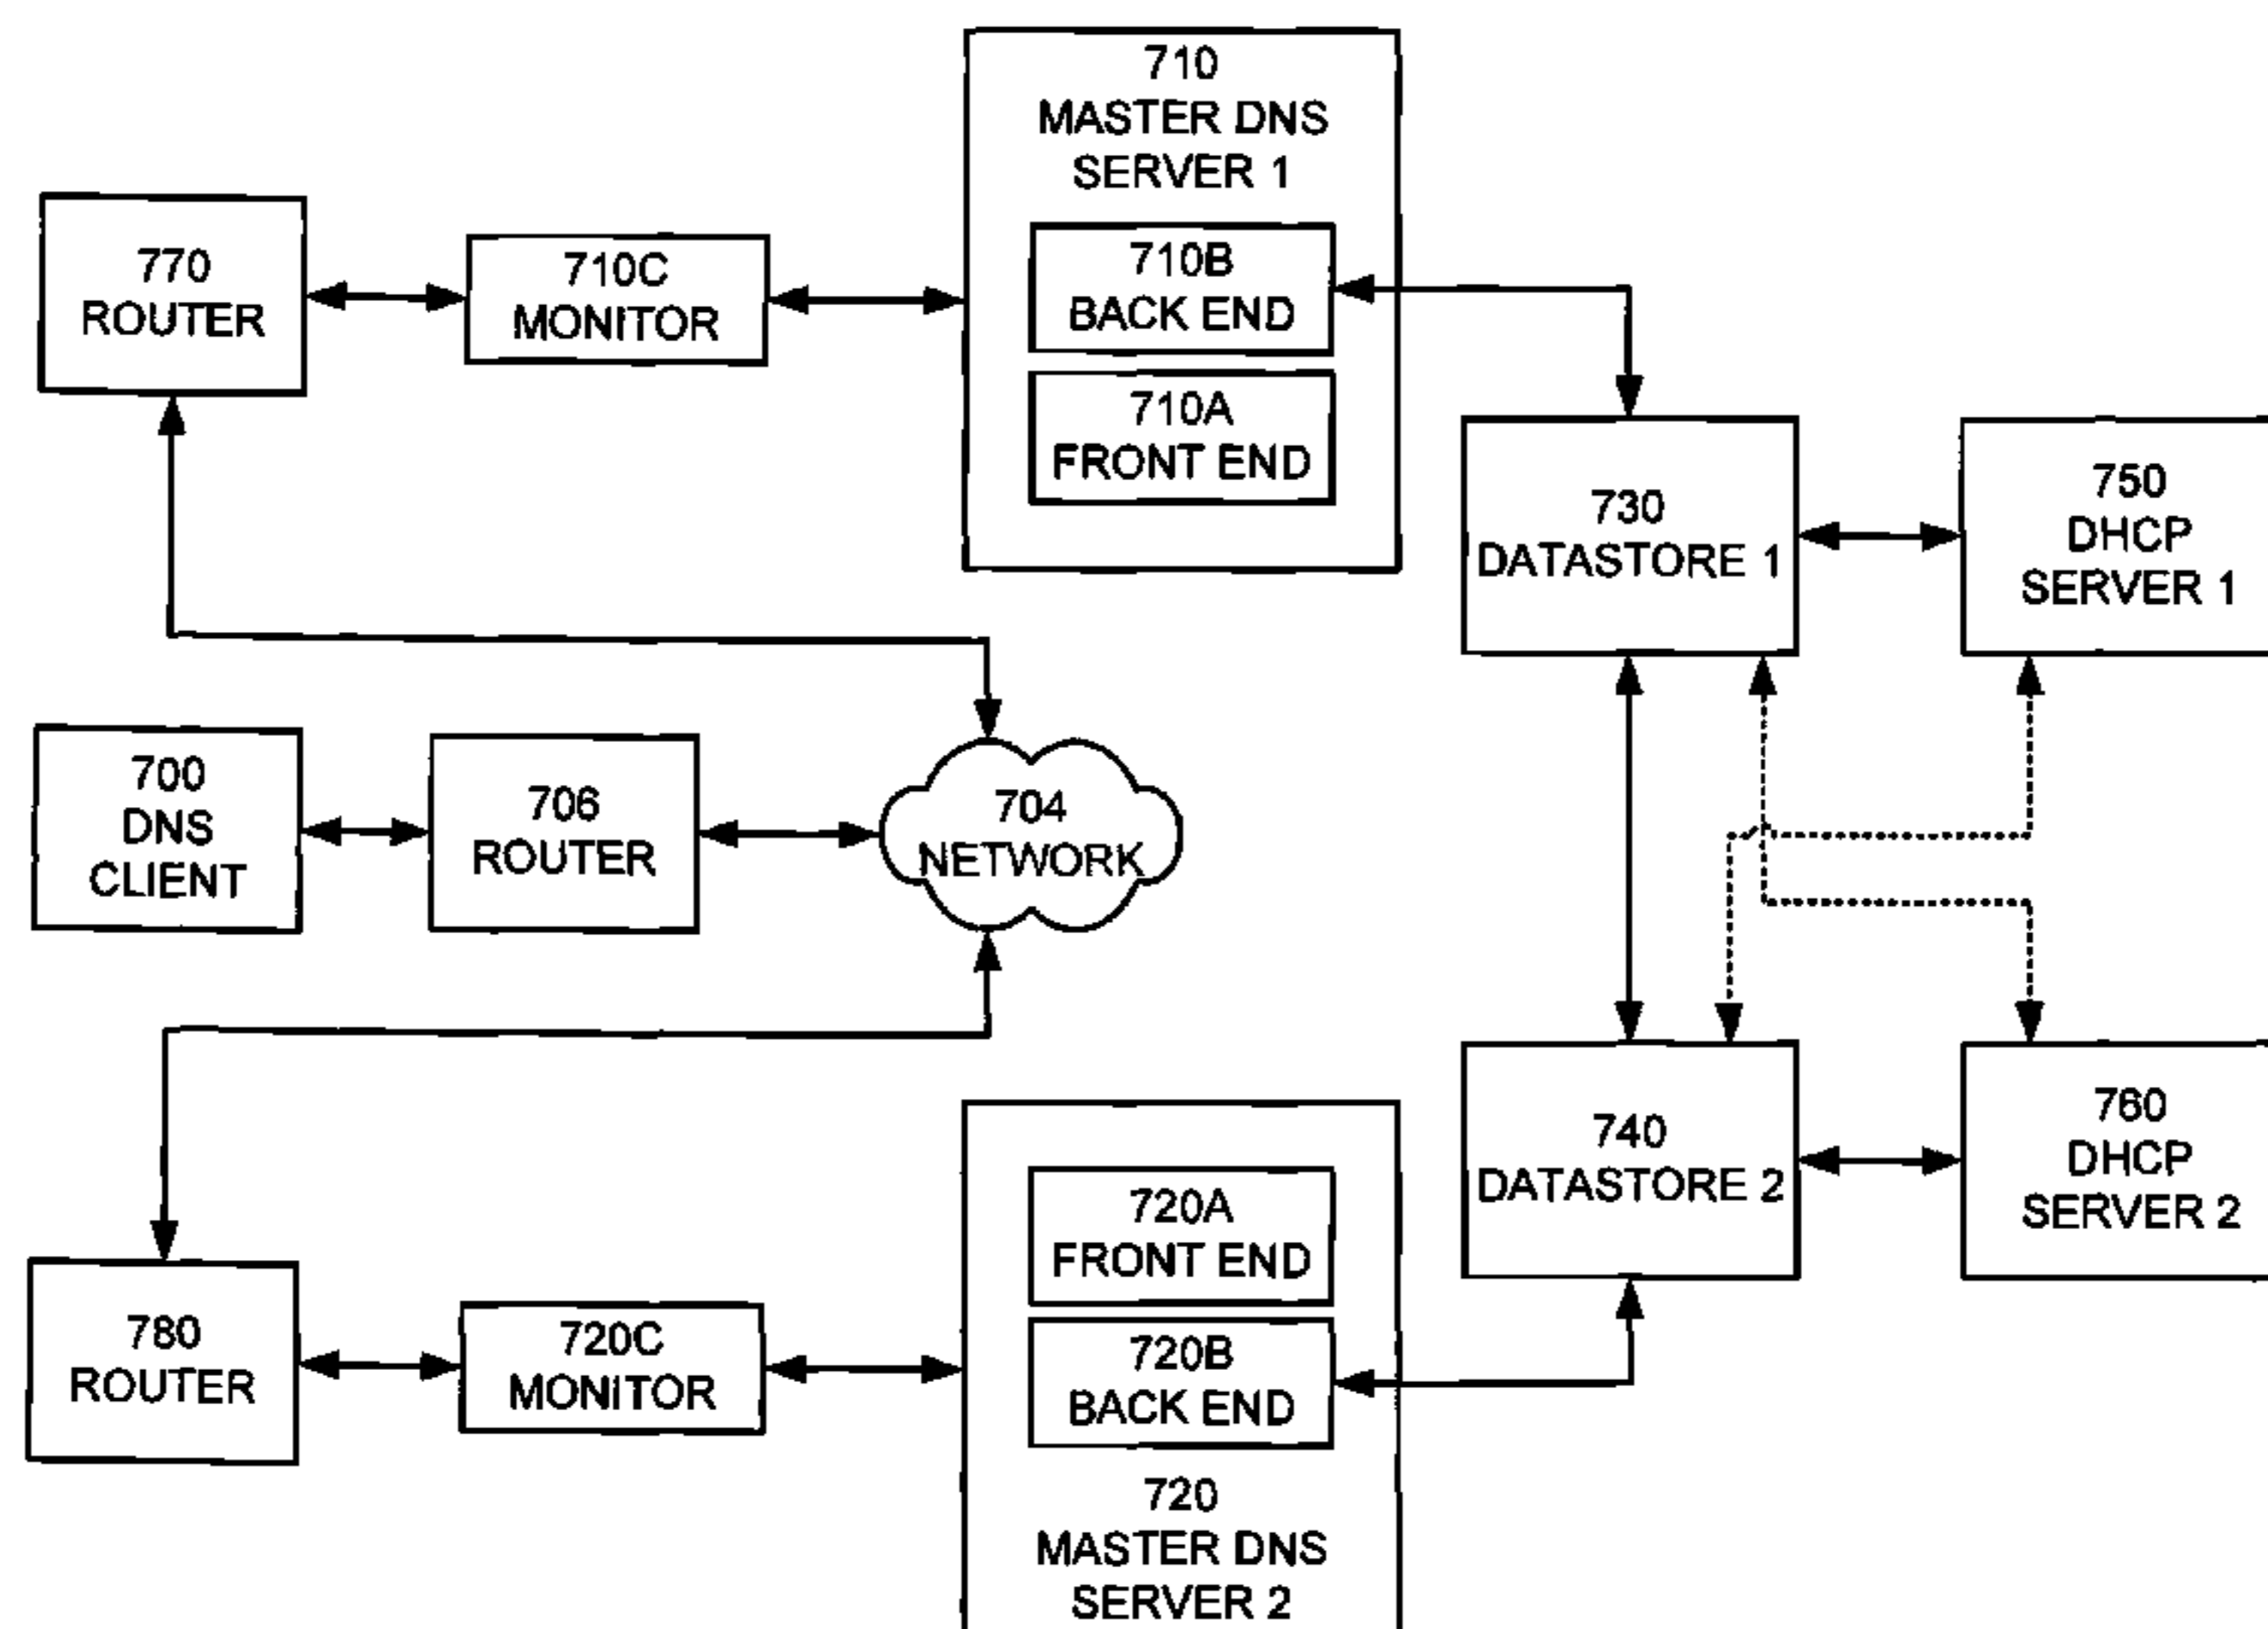 710
MASTER DNS
SERVER 1
710B
BACK END
710A
FRONT END
770
ROUTER
710C
MONITOR
730
DATASTORE 1
750
DHCP
SERVER 1
700
DNS
CLIENT
706
ROUTER
704
NETWORK
740
DATASTORE 2
760
DHCP
SERVER 2
780
ROUTER
720C
MONITOR
720A
FRONT END
720B
BACK END
720
MASTER DNS
SERVER 2